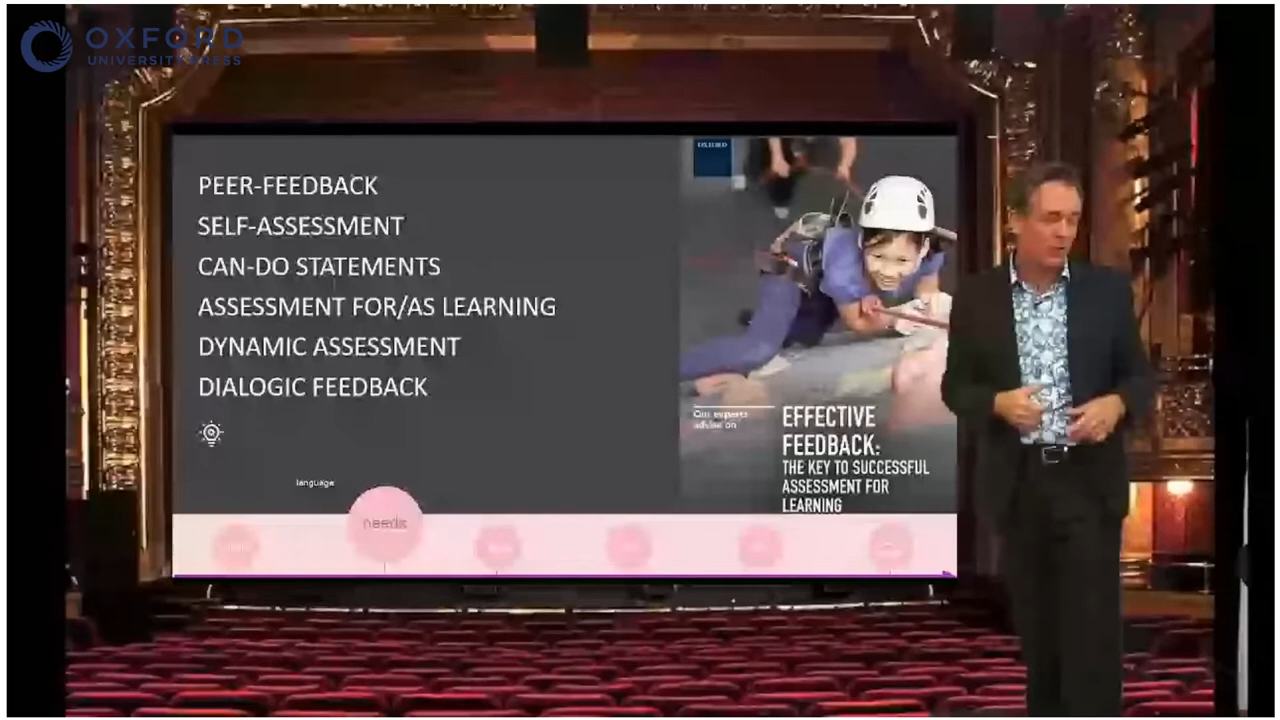 OXFORD
UNIVERSITY PRESS
PEER-FEEDBACK
SELF-ASSESSMENT
CAN-DO STATEMENTS
ASSESSMENT FOR/AS LEARNING
DYNAMIC ASSESSMENT
DIALOGIC FEEDBACK
language
needs
OXFORD
Our experts
advise on
EFFECTIVE
FEEDBACK:
THE KEY TO SUCCESSFUL
ASSESSMENT FOR
LEARNING